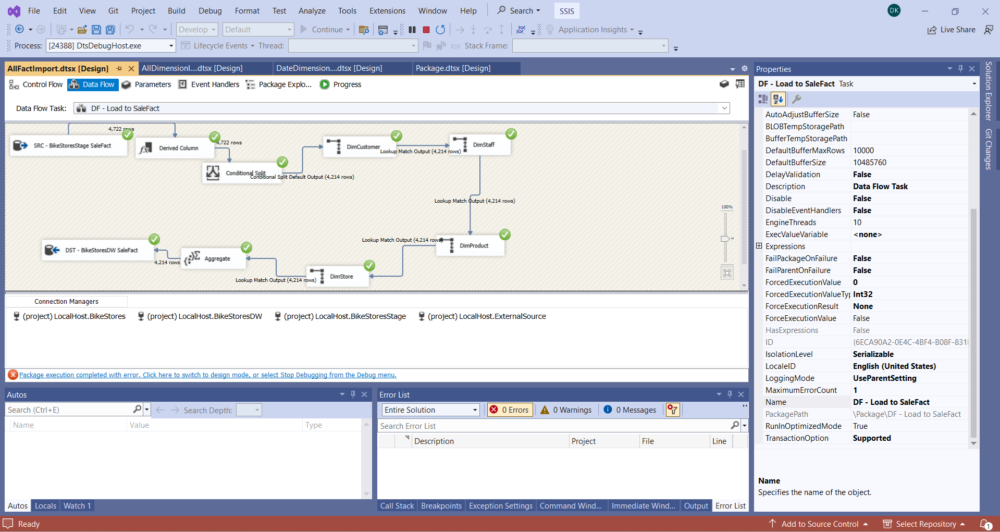 File Edit View Git Project Build Debug Format Test Analyze Tools Extensions Window Help Search SSIS DK
Develop Default Continue Application Insights Live Share
Process: [24388] DtsDebugHost.exe Lifecycle Events Thread: Stack Frame:
AllFactImport.dtsx [Design] AllDimensionI....dtsx [Design] DateDimension....dtsx [Design] Package.dtsx [Design]
Control Flow Data Flow Parameters Event Handlers Package Explo... Progress
Data Flow Task: DF - Load to SaleFact
4,722 rows
SRC - BikeStoresStage SaleFact
Derived Column
4,722 rows
Conditional Split
Conditional Split Default Output (4,214 rows)
DimCustomer
Lookup Match Output (4,214 rows)
DimStaff
Lookup Match Output (4,214 rows)
100%
DimProduct
Lookup Match Output (4,214 rows)
DimStore
Lookup Match Output (4,214 rows)
Aggregate
4,214 rows
DST - BikeStoresDW SaleFact
Connection Managers
(project) LocalHost.BikeStores (project) LocalHost.BikeStoresDW (project) LocalHost.BikeStoresStage (project) LocalHost.ExternalSource
Package execution completed with error. Click here to switch to design mode, or select Stop Debugging from the Debug menu.
Autos
Search (Ctrl+E) Search Depth:
Name Value Type
Autos Locals Watch 1
Error List
Entire Solution 0 Errors 0 Warnings 0 Messages
Search Error List
Description Project File Line
Call Stack Breakpoints Exception Settings Command Wind... Immediate Wind... Output Error List
Properties
DF - Load to SaleFact Task
AutoAdjustBufferSize False
BLOBTempStoragePath
BufferTempStoragePath
DefaultBufferMaxRows 10000
DefaultBufferSize 10485760
DelayValidation False
Description Data Flow Task
Disable False
DisableEventHandlers False
EngineThreads 10
ExecValueVariable <none>
Expressions
FailPackageOnFailure False
FailParentOnFailure False
ForcedExecutionValue 0
ForcedExecutionValueTy Int32
ForceExecutionResult None
ForceExecutionValue False
HasExpressions False
ID {6ECA90A2-0E4C-4BF4-B08F-831
IsolationLevel Serializable
LocaleID English (United States)
LoggingMode UseParentSetting
MaximumErrorCount 1
Name DF - Load to SaleFact
PackagePath \Package\DF - Load to SaleFact
RunInOptimizedMode True
TransactionOption Supported
Name
Specifies the name of the object.
Solution Explorer
Git Changes
Ready Add to Source Control Select Repository 1